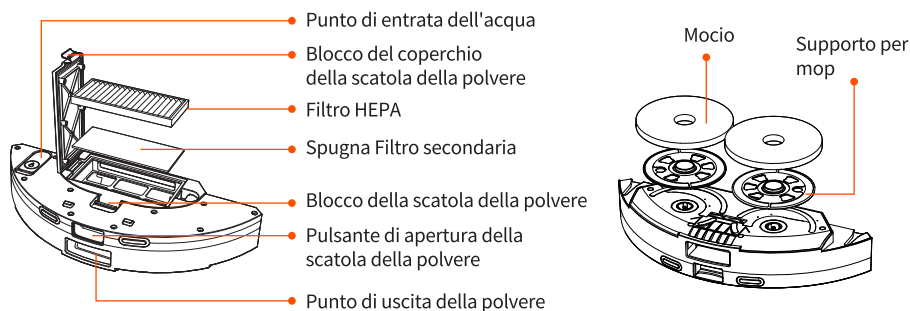 Punto di entrata dell'acqua
Blocco del coperchio
della scatola della polvere
Filtro HEPA
Spugna Filtro secondaria
Blocco della scatola della polvere
Pulsante di apertura della
scatola della polvere
Punto di uscita della polvere
Mocio
Supporto per
mop